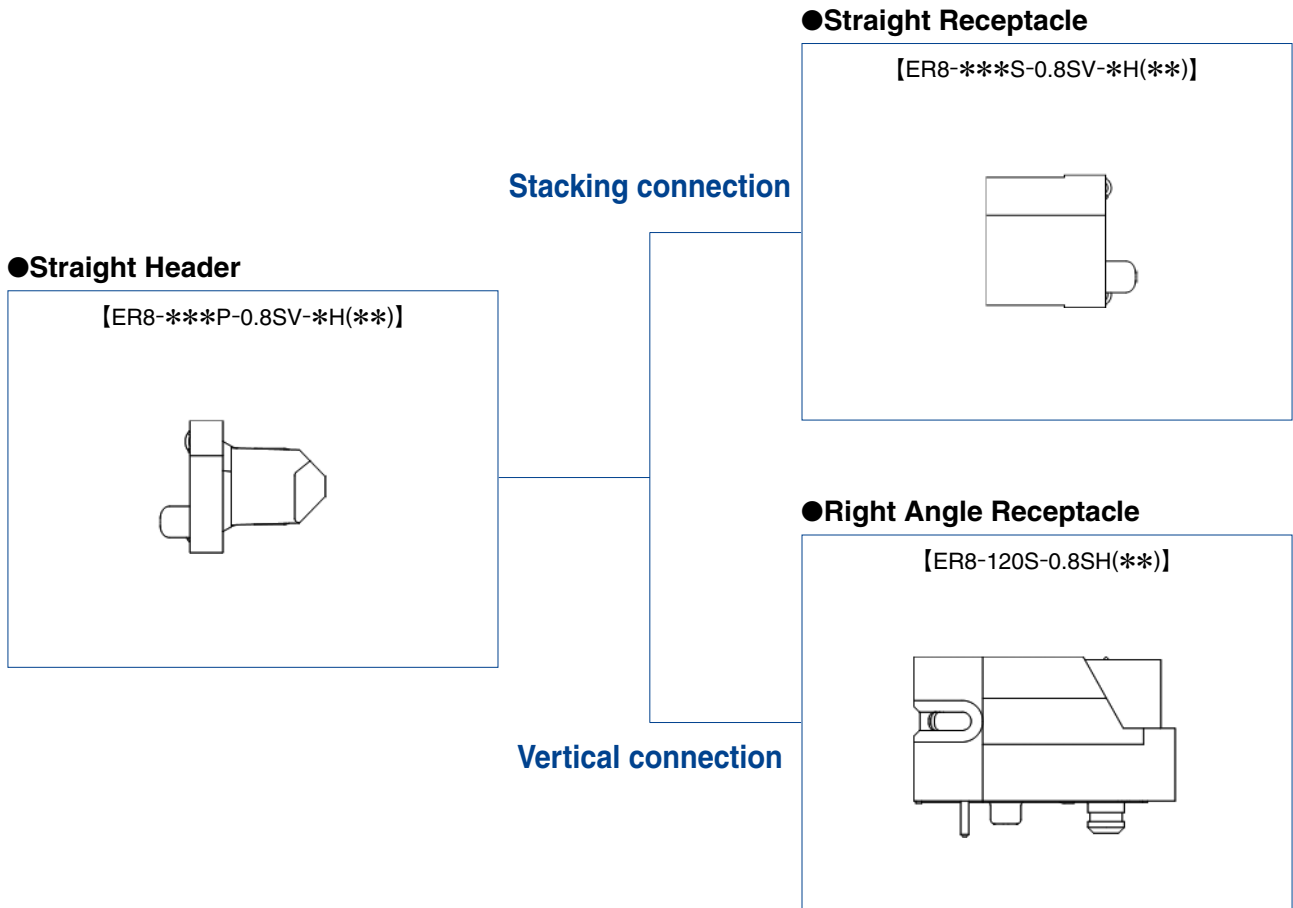 ●Straight Receptacle
【ER8-***S-0.8SV-*H(**)】
Stacking connection
●Straight Header
【ER8-***P-0.8SV-*H(**)】
●Right Angle Receptacle
【ER8-120S-0.8SH(**)】
Vertical connection